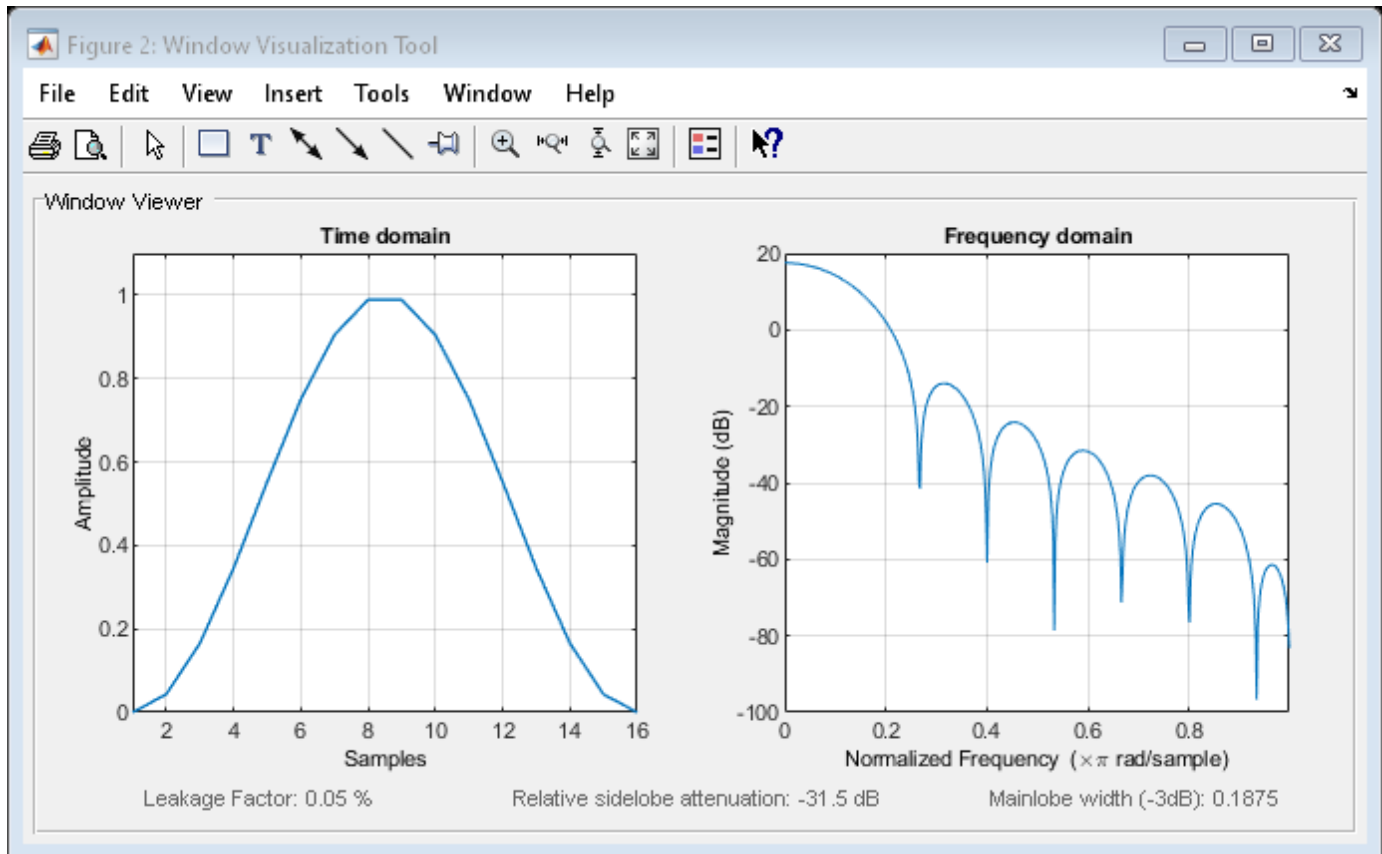 Figure 2: Window Visualization Tool
File Edit View Insert Tools Window Help
T
?
Window Viewer
Time domain
1
0.8
0.6
0.4
0.2
0
Amplitude
2 4 6 8 10 12 14 16
Samples
Frequency domain
20
0
-20
-40
-60
-80
-100
Magnitude (dB)
0 0.2 0.4 0.6 0.8
Normalized Frequency (×π rad/sample)
Leakage Factor: 0.05 % Relative sidelobe attenuation: -31.5 dB Mainlobe width (-3dB): 0.1875